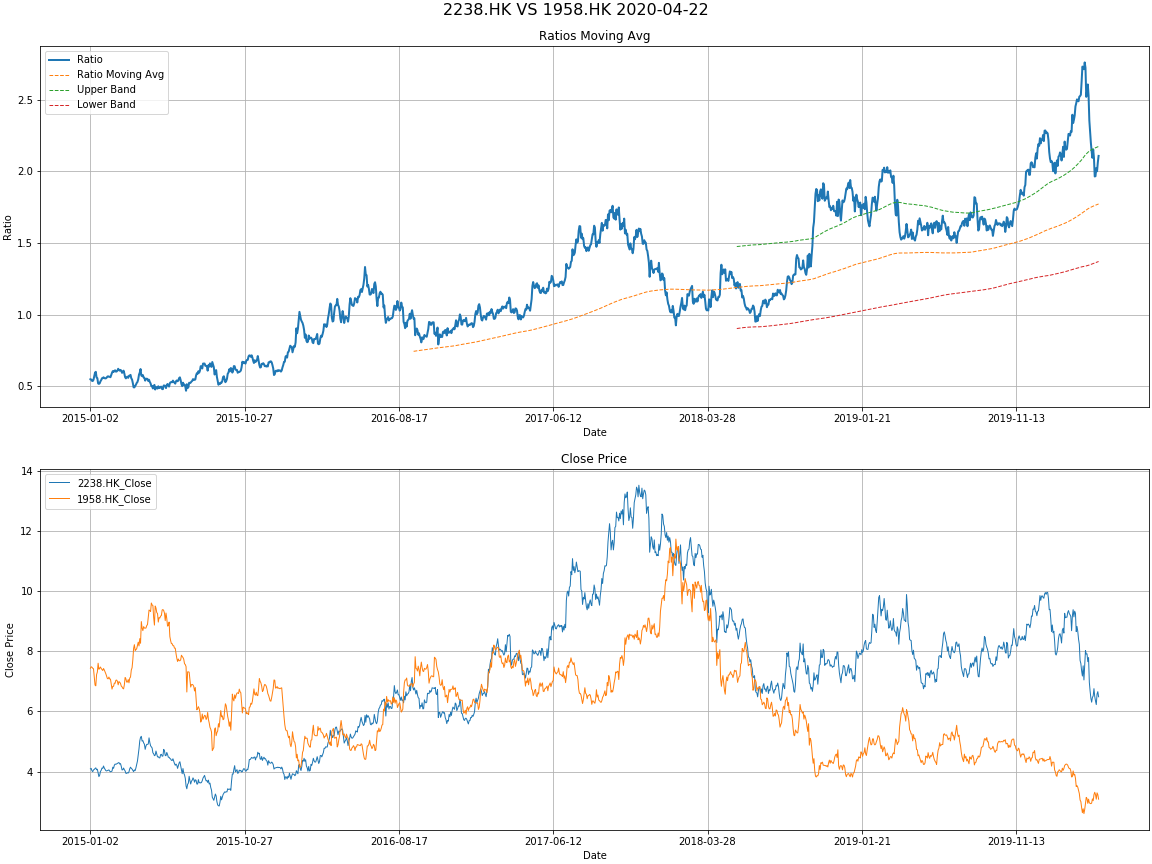 2238.HK VS 1958.HK 2020-04-22
Ratios Moving Avg
Ratio
Ratio Moving Avg
Upper Band
Lower Band
2.5
2.0
1.5
1.0
0.5
Ratio
2015-01-02 2015-10-27 2016-08-17 2017-06-12 2018-03-28 2019-01-21 2019-11-13
Date
Close Price
2238.HK_Close
1958.HK_Close
14
12
10
8
6
4
Close Price
2015-01-02 2015-10-27 2016-08-17 2017-06-12 2018-03-28 2019-01-21 2019-11-13
Date